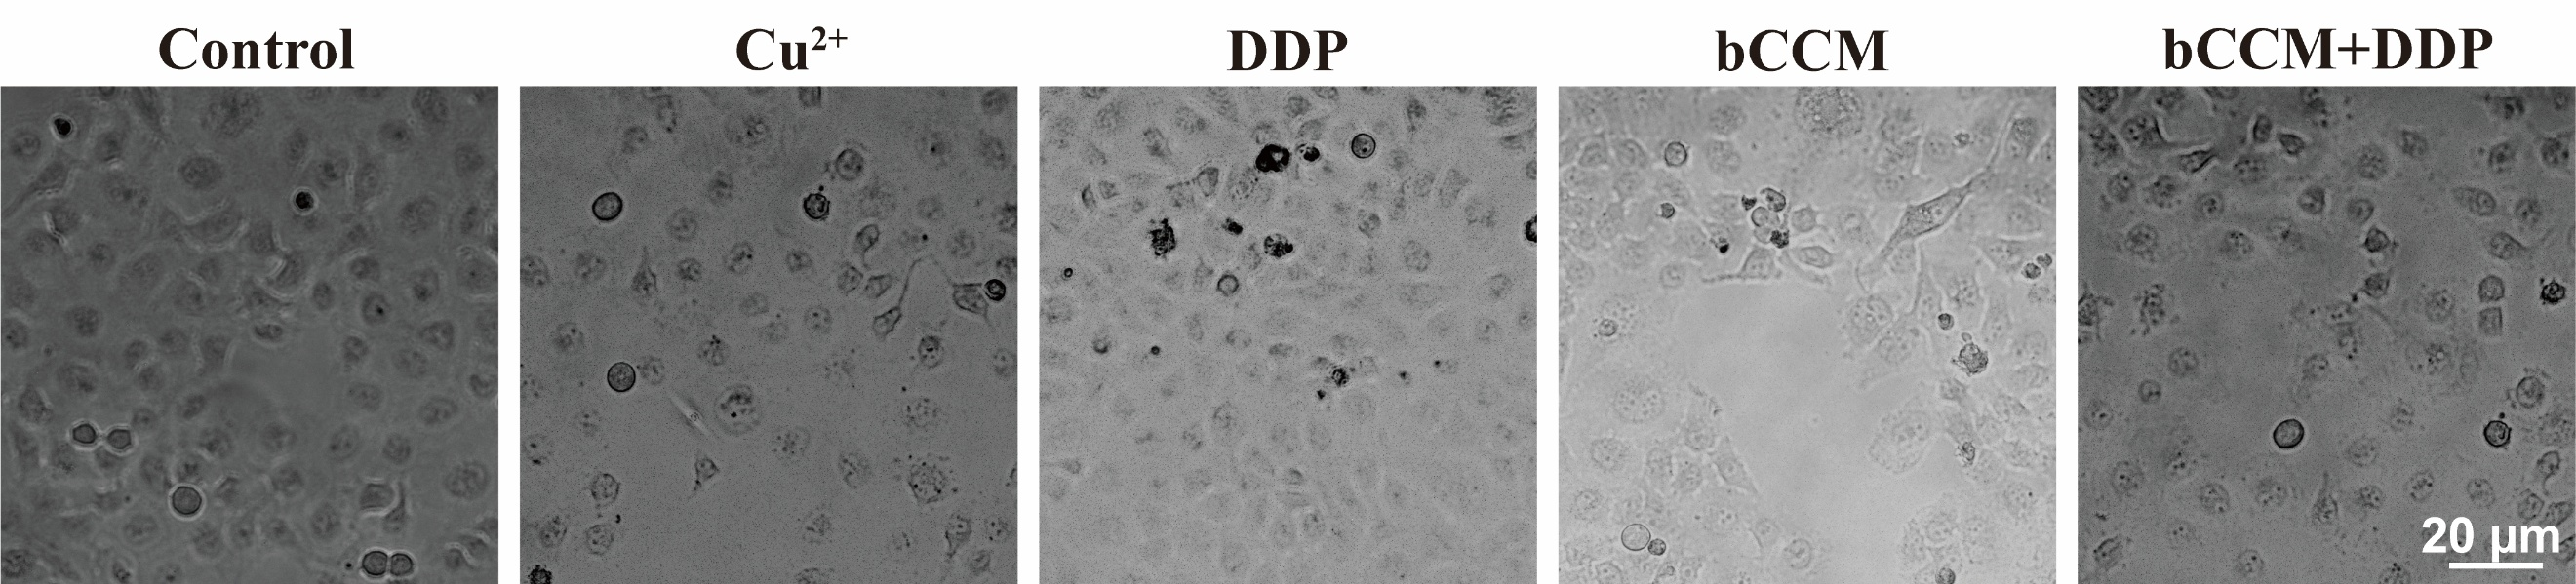 Control
Cu²⁺
DDP
bCCM
bCCM+DDP
20 µm